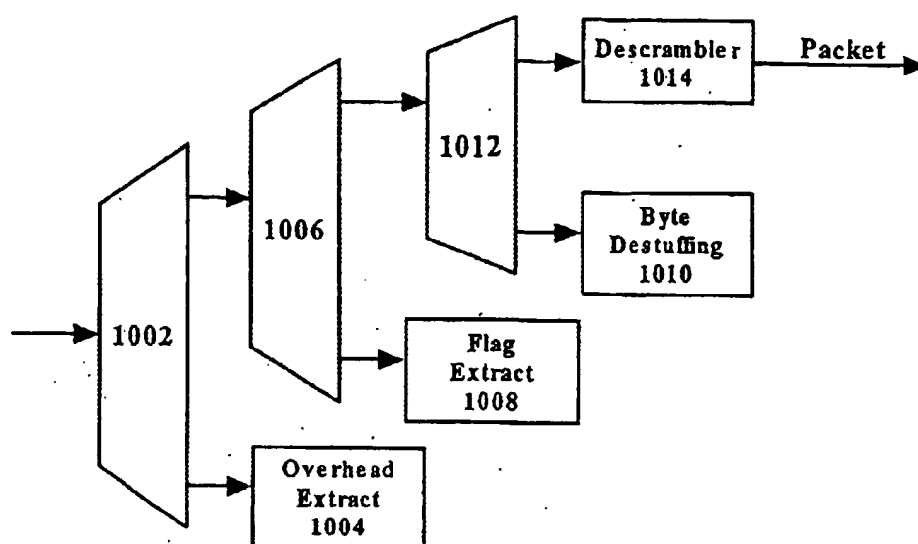 Descrambler
1014
Packet
1012
1006
Byte
Destuffing
1010
1002
Flag
Extract
1008
Overhead
Extract
1004